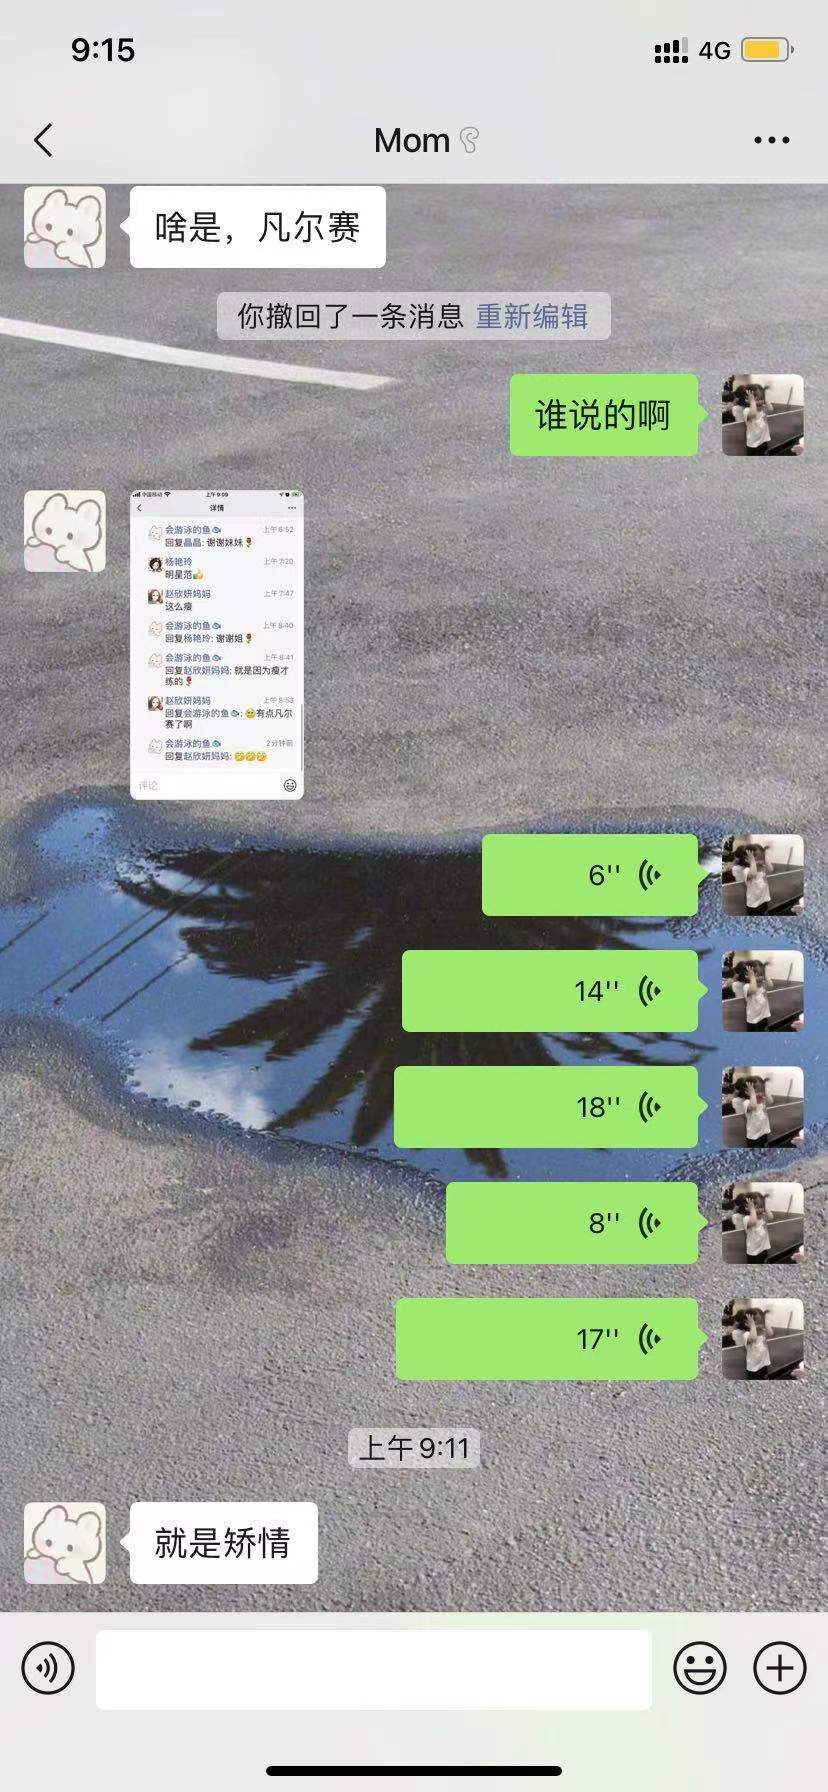 9:15
4G
Mom
啥是，凡尔赛
你撤回了一条消息 重新编辑
谁说的啊
中国移动
上午9:09
详情
会游泳的鱼🐟 上午6:52
回复晶晶: 谢谢妹妹🌹
杨艳玲 上午7:20
明星范👍
赵欣妍妈妈 上午7:47
这么瘦
会游泳的鱼🐟 上午8:40
回复杨艳玲: 谢谢姐🌹
会游泳的鱼🐟 上午8:41
回复赵欣妍妈妈: 就是因为瘦才
练的🌹
赵欣妍妈妈 上午8:53
回复会游泳的鱼🐟: 有点凡尔
赛了啊
会游泳的鱼🐟 2分钟前
回复赵欣妍妈妈: 🤣🤣🤣
评论
6''
14''
18''
8''
17''
上午9:11
就是矫情